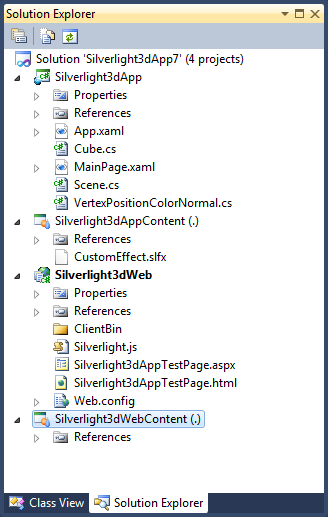 Solution Explorer
Solution 'Silverlight3dApp7' (4 projects)
Silverlight3dApp
Properties
References
App.xaml
Cube.cs
MainPage.xaml
Scene.cs
VertexPositionColorNormal.cs
Silverlight3dAppContent (.)
References
CustomEffect.slfx
Silverlight3dWeb
Properties
References
ClientBin
Silverlight.js
Silverlight3dAppTestPage.aspx
Silverlight3dAppTestPage.html
Web.config
Silverlight3dWebContent (.)
References
Class View Solution Explorer